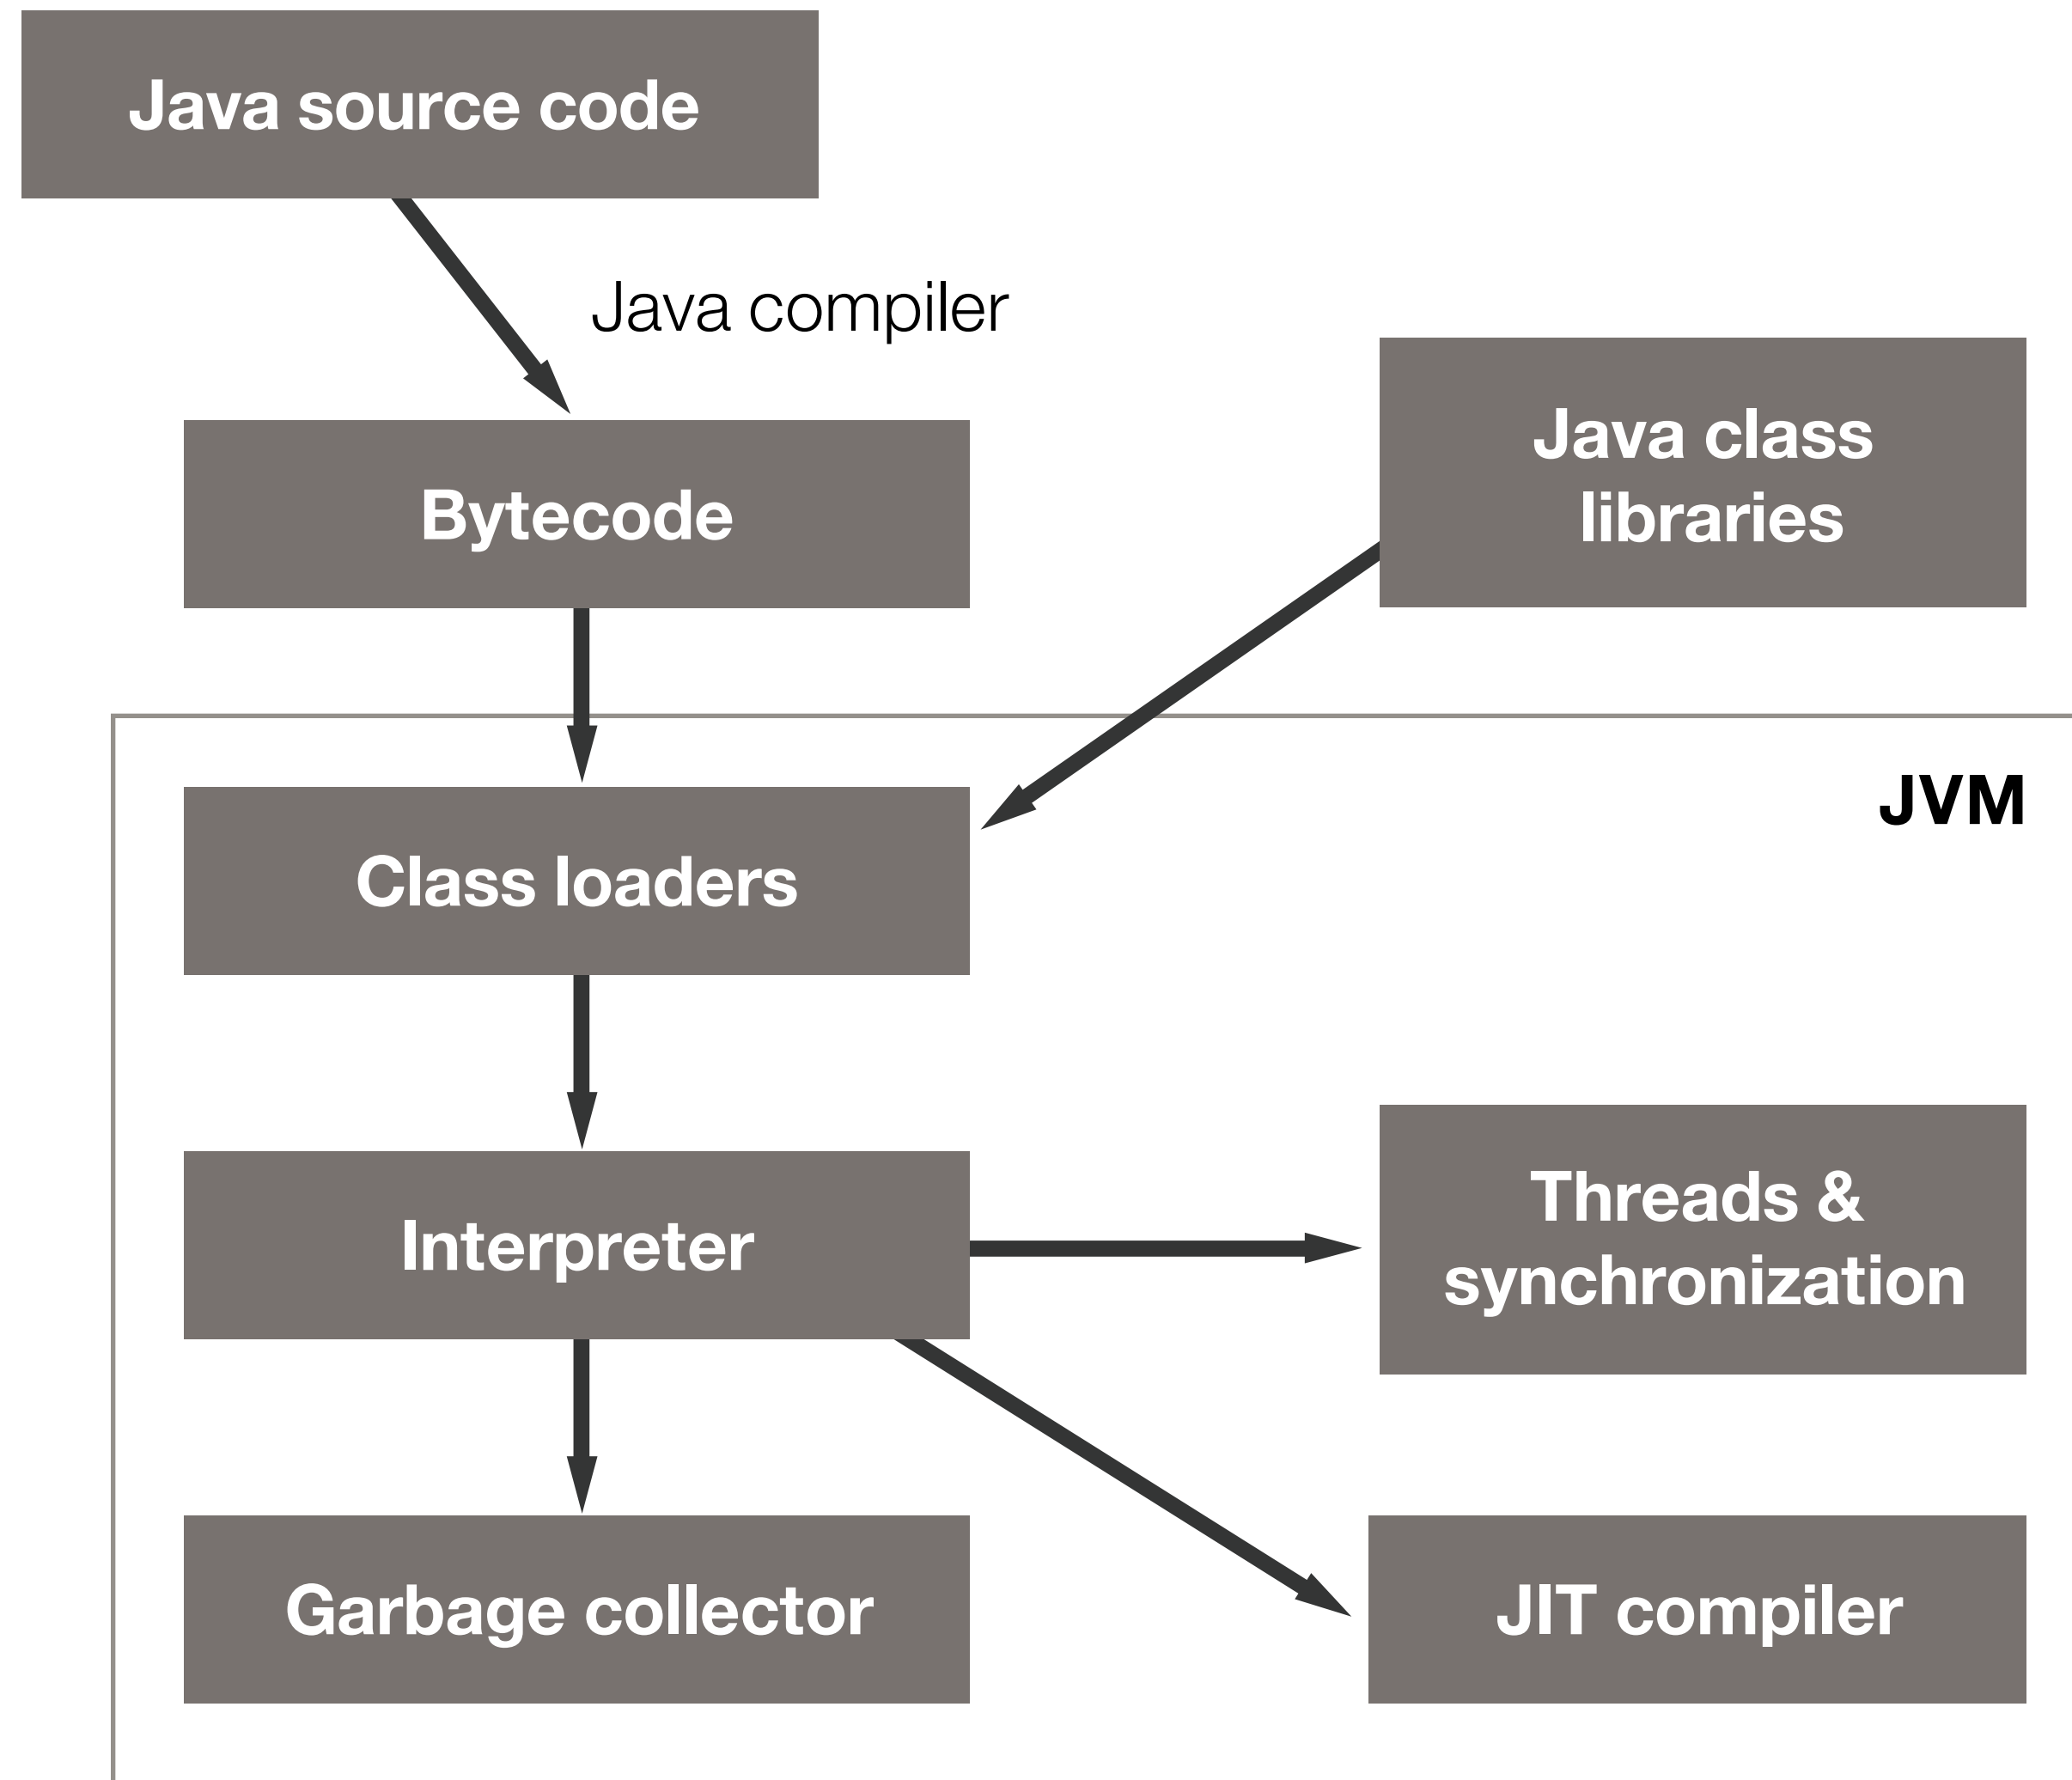 Java source code
Java compiler
Bytecode
Java class
libraries
JVM
Class loaders
Interpreter
Threads &
synchronization
Garbage collector
JIT compiler